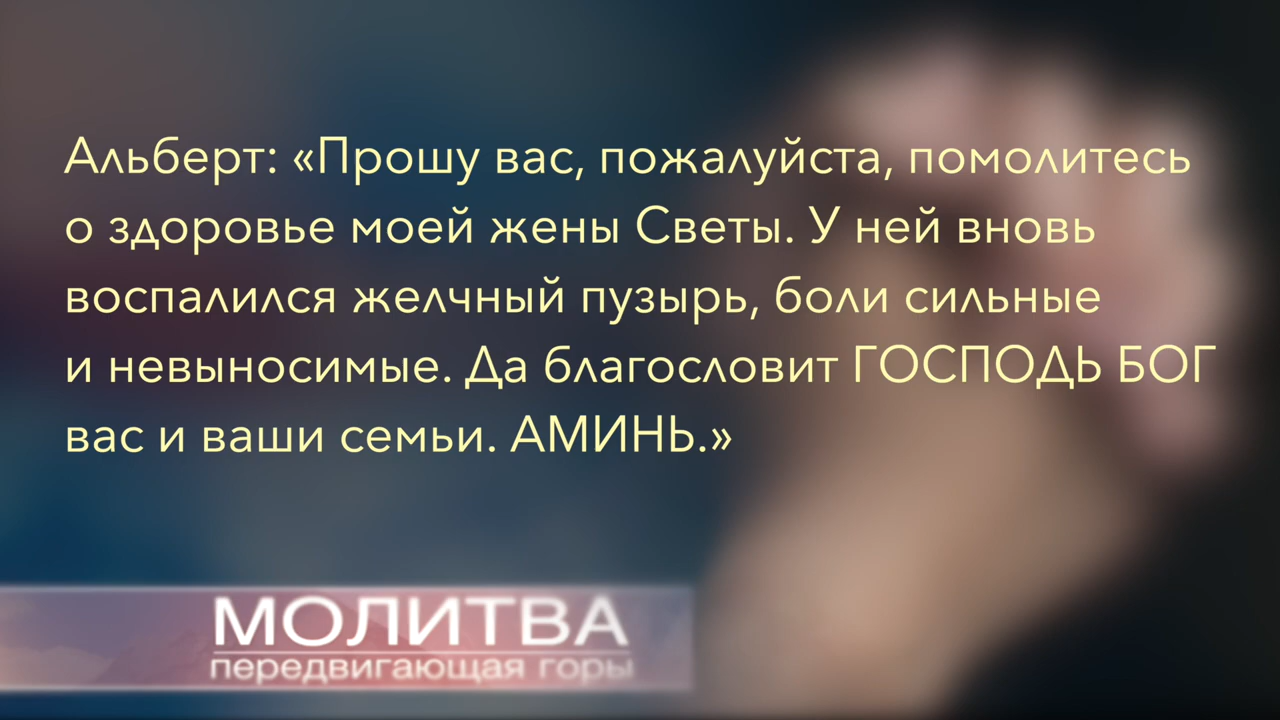 Альберт: «Прошу вас, пожалуйста, помолитесь
о здоровье моей жены Светы. У ней вновь
воспалился желчный пузырь, боли сильные
и невыносимые. Да благословит ГОСПОДЬ БОГ
вас и ваши семьи. АМИНЬ.»
МОЛИТВА
передвигающая горы